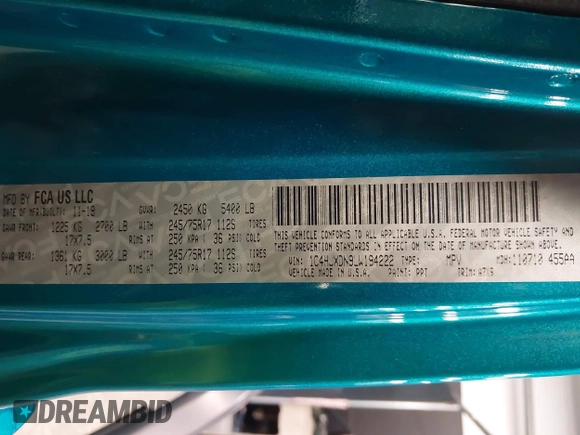 MFD BY FCA US LLC
DATE OF MFR: 11-19 GVWR: 2450 KG 5400 LB
GAWR FRONT: 1225 KG 2700 LB WITH 245/75R17 112S TIRES
17X7.5 RIMS AT 250 KPA ( 36 PSI) COLD
GAWR REAR: 1361 KG 3000 LB WITH 245/75R17 112S TIRES
17X7.5 RIMS AT 250 KPA ( 36 PSI) COLD
THIS VEHICLE CONFORMS TO ALL APPLICABLE U.S.A. FEDERAL MOTOR VEHICLE SAFETY
AND THEFT PREVENTION STANDARDS IN EFFECT ON THE DATE OF MANUFACTURE SHOWN ABOVE.
VIN: 1C4HJXDN9LW194222 TYPE: MPV MDH: 110710 455AA
VEHICLE MADE IN U.S.A. PAINT: PPT TRIM: A7X9
DREAMBID